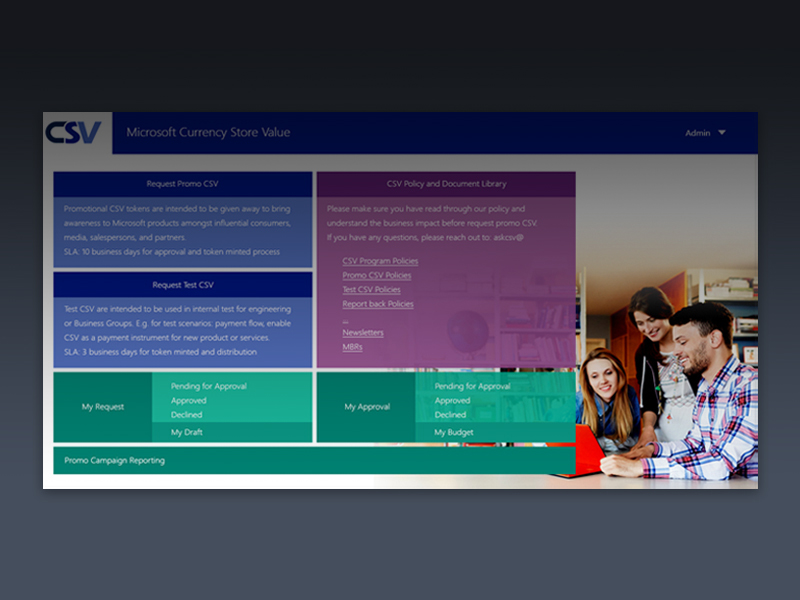 CSV
Microsoft Currency Store Value
Admin
Request Promo CSV
Promotional CSV tokens are intended to be given away to bring
awareness to Microsoft products amongst influential consumers,
media, salespersons, and partners.
SLA: 10 business days for approval and token minted process
Request Test CSV
Test CSV are intended to be used in internal test for engineering
or Business Groups. E.g. for test scenarios: payment flow, enable
CSV as a payment instrument for new product or services.
SLA: 3 business days for token minted and distribution
CSV Policy and Document Library
Please make sure you have read through our policy and
understand the business impact before request promo CSV.
If you have any questions, please reach out to: askcsv@
CSV Program Policies
Promo CSV Policies
Test CSV Policies
Report back Policies
...
Newsletters
MBRs
My Request
Pending for Approval
Approved
Declined
My Draft
My Approval
Pending for Approval
Approved
Declined
My Budget
Promo Campaign Reporting